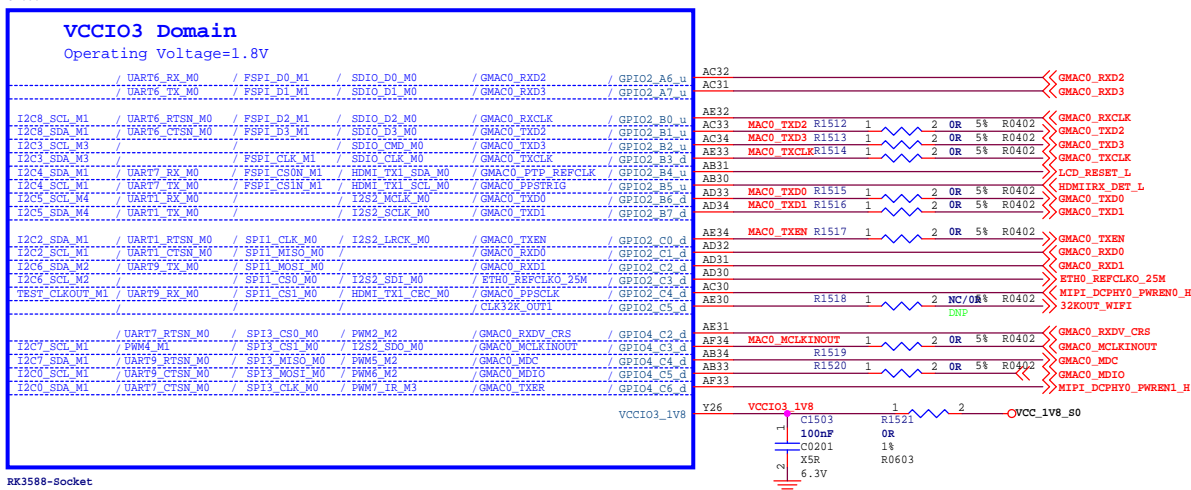 VCCIO3 Domain
Operating Voltage=1.8V
/ UART6_RX_M0 / FSPI_D0_M1 / SDIO_D0_M0 / GMAC0_RXD2 / GPIO2_A6_u AC32 GMAC0_RXD2
/ UART6_TX_M0 / FSPI_D1_M1 / SDIO_D1_M0 / GMAC0_RXD3 / GPIO2_A7_u AC31 GMAC0_RXD3
I2C8_SCL_M1 / UART6_RTSN_M0 / FSPI_D2_M1 / SDIO_D2_M0 / GMAC0_RXCLK / GPIO2_B0_u AE32 GMAC0_RXCLK
I2C8_SDA_M1 / UART6_CTSN_M0 / FSPI_D3_M1 / SDIO_D3_M0 / GMAC0_TXD2 / GPIO2_B1_u AC33 MAC0_TXD2 R1512 1 2 0R 5% R0402 GMAC0_TXD2
I2C3_SCL_M3 / / SDIO_CMD_M0 / GMAC0_TXD3 / GPIO2_B2_u AC34 MAC0_TXD3 R1513 1 2 0R 5% R0402 GMAC0_TXD3
I2C3_SDA_M3 / / FSPI_CLK_M1 / SDIO_CLK_M0 / GMAC0_TXCLK / GPIO2_B3_d AE33 MAC0_TXCLK R1514 1 2 0R 5% R0402 GMAC0_TXCLK
I2C4_SDA_M1 / UART7_RX_M0 / FSPI_CS0N_M1 / HDMI_TX1_SDA_M0 / GMAC0_PTP_REFCLK / GPIO2_B4_u AB31 LCD_RESET_L
I2C4_SCL_M1 / UART7_TX_M0 / FSPI_CS1N_M1 / HDMI_TX1_SCL_M0 / GMAC0_PPSTRIG / GPIO2_B5_u AB30 HDMIIRX_DET_L
I2C5_SCL_M4 / UART1_RX_M0 / / I2S2_MCLK_M0 / GMAC0_TXD0 / GPIO2_B6_d AD33 MAC0_TXD0 R1515 1 2 0R 5% R0402 GMAC0_TXD0
I2C5_SDA_M4 / UART1_TX_M0 / / I2S2_SCLK_M0 / GMAC0_TXD1 / GPIO2_B7_d AD34 MAC0_TXD1 R1516 1 2 0R 5% R0402 GMAC0_TXD1
I2C2_SDA_M1 / UART1_RTSN_M0 / SPI1_CLK_M0 / I2S2_LRCK_M0 / GMAC0_TXEN / GPIO2_C0_d AE34 MAC0_TXEN R1517 1 2 0R 5% R0402 GMAC0_TXEN
I2C2_SCL_M1 / UART1_CTSN_M0 / SPI1_MISO_M0 / / GMAC0_RXD0 / GPIO2_C1_d AD32 GMAC0_RXD0
I2C6_SDA_M2 / UART9_TX_M0 / SPI1_MOSI_M0 / / GMAC0_RXD1 / GPIO2_C2_d AD31 GMAC0_RXD1
I2C6_SCL_M2 / / SPI1_CS0_M0 / I2S2_SDI_M0 / ETH0_REFCLKO_25M / GPIO2_C3_d AD30 ETH0_REFCLKO_25M
TEST_CLKOUT_M1 / UART9_RX_M0 / SPI1_CS1_M0 / HDMI_TX1_CEC_M0 / GMAC0_PPSCLK / GPIO2_C4_d AC30 MIPI_DCPHY0_PWREN0_H
/ / / / CLK32K_OUT1 / GPIO2_C5_d AE30 R1518 1 2 NC/0R 5% R0402 32KOUT_WIFI
DNP
/ UART7_RTSN_M0 / SPI3_CS0_M0 / PWM2_M2 / GMAC0_RXDV_CRS / GPIO4_C2_d AE31 GMAC0_RXDV_CRS
I2C7_SCL_M1 / PWM4_M1 / SPI3_CS1_M0 / I2S2_SDO_M0 / GMAC0_MCLKINOUT / GPIO4_C3_d AF34 MAC0_MCLKINOUT 1 2 0R 5% R0402 GMAC0_MCLKINOUT
I2C7_SDA_M1 / UART9_RTSN_M0 / SPI3_MISO_M0 / PWM5_M2 / GMAC0_MDC / GPIO4_C4_d AB34 R1519 GMAC0_MDC
I2C0_SCL_M1 / UART9_CTSN_M0 / SPI3_MOSI_M0 / PWM6_M2 / GMAC0_MDIO / GPIO4_C5_d AB33 R1520 1 2 0R 5% R0402 GMAC0_MDIO
I2C0_SDA_M1 / UART7_CTSN_M0 / SPI3_CLK_M0 / PWM7_IR_M3 / GMAC0_TXER / GPIO4_C6_d AF33 MIPI_DCPHY0_PWREN1_H
VCCIO3_1V8 Y26 VCCIO3_1V8 1 2 VCC_1V8_S0
1 C1503 R1521
100nF 0R
C0201 1%
2 X5R R0603
6.3V
RK3588-Socket